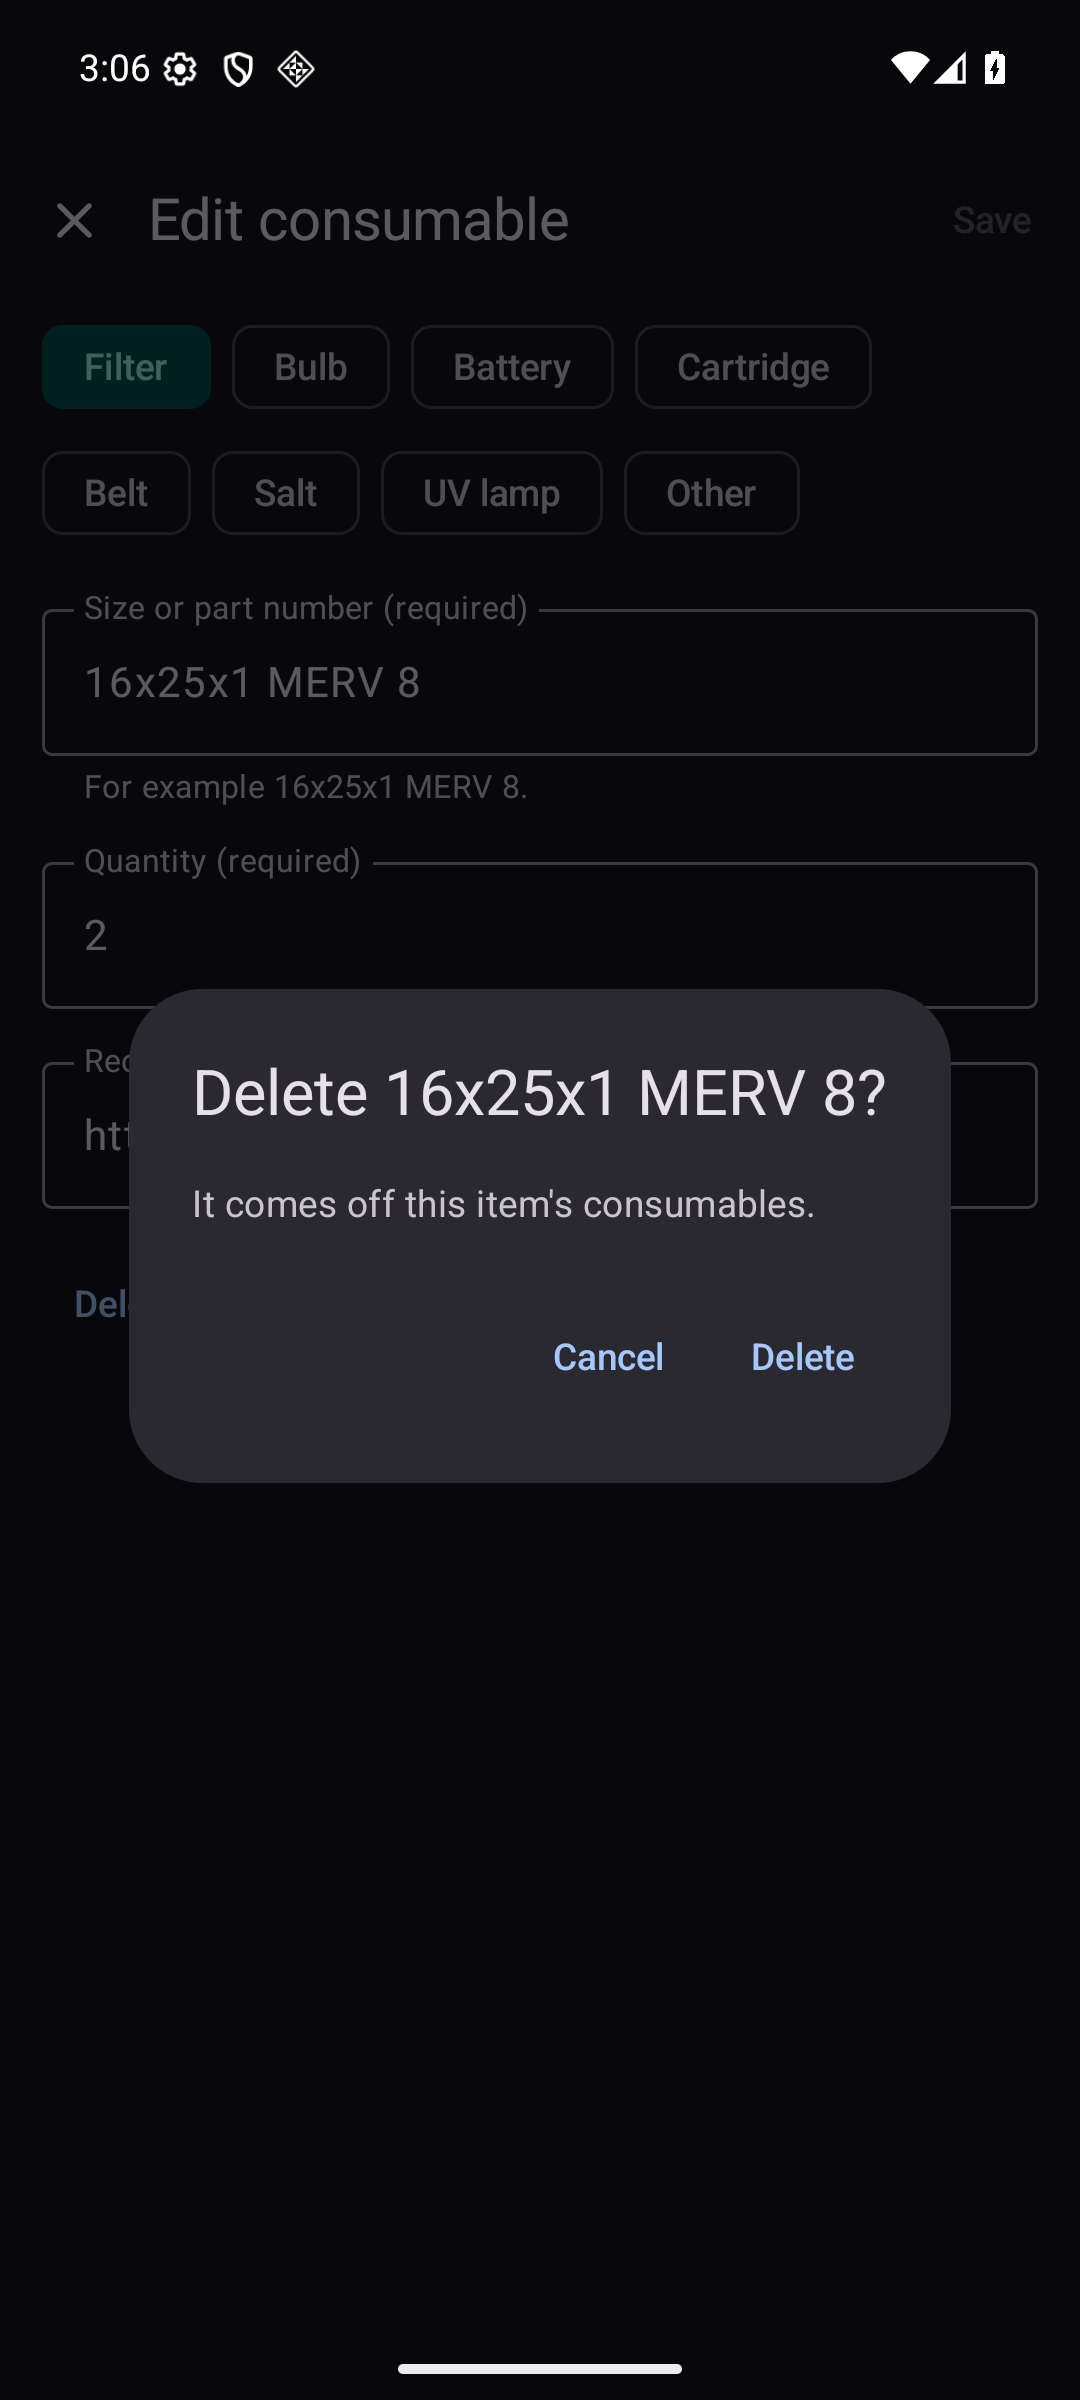 3:06
Edit consumable
Save
Filter
Bulb
Battery
Cartridge
Belt
Salt
UV lamp
Other
Size or part number (required)
16x25x1 MERV 8
For example 16x25x1 MERV 8.
Quantity (required)
2
Delete 16x25x1 MERV 8?
It comes off this item's consumables.
Cancel
Delete